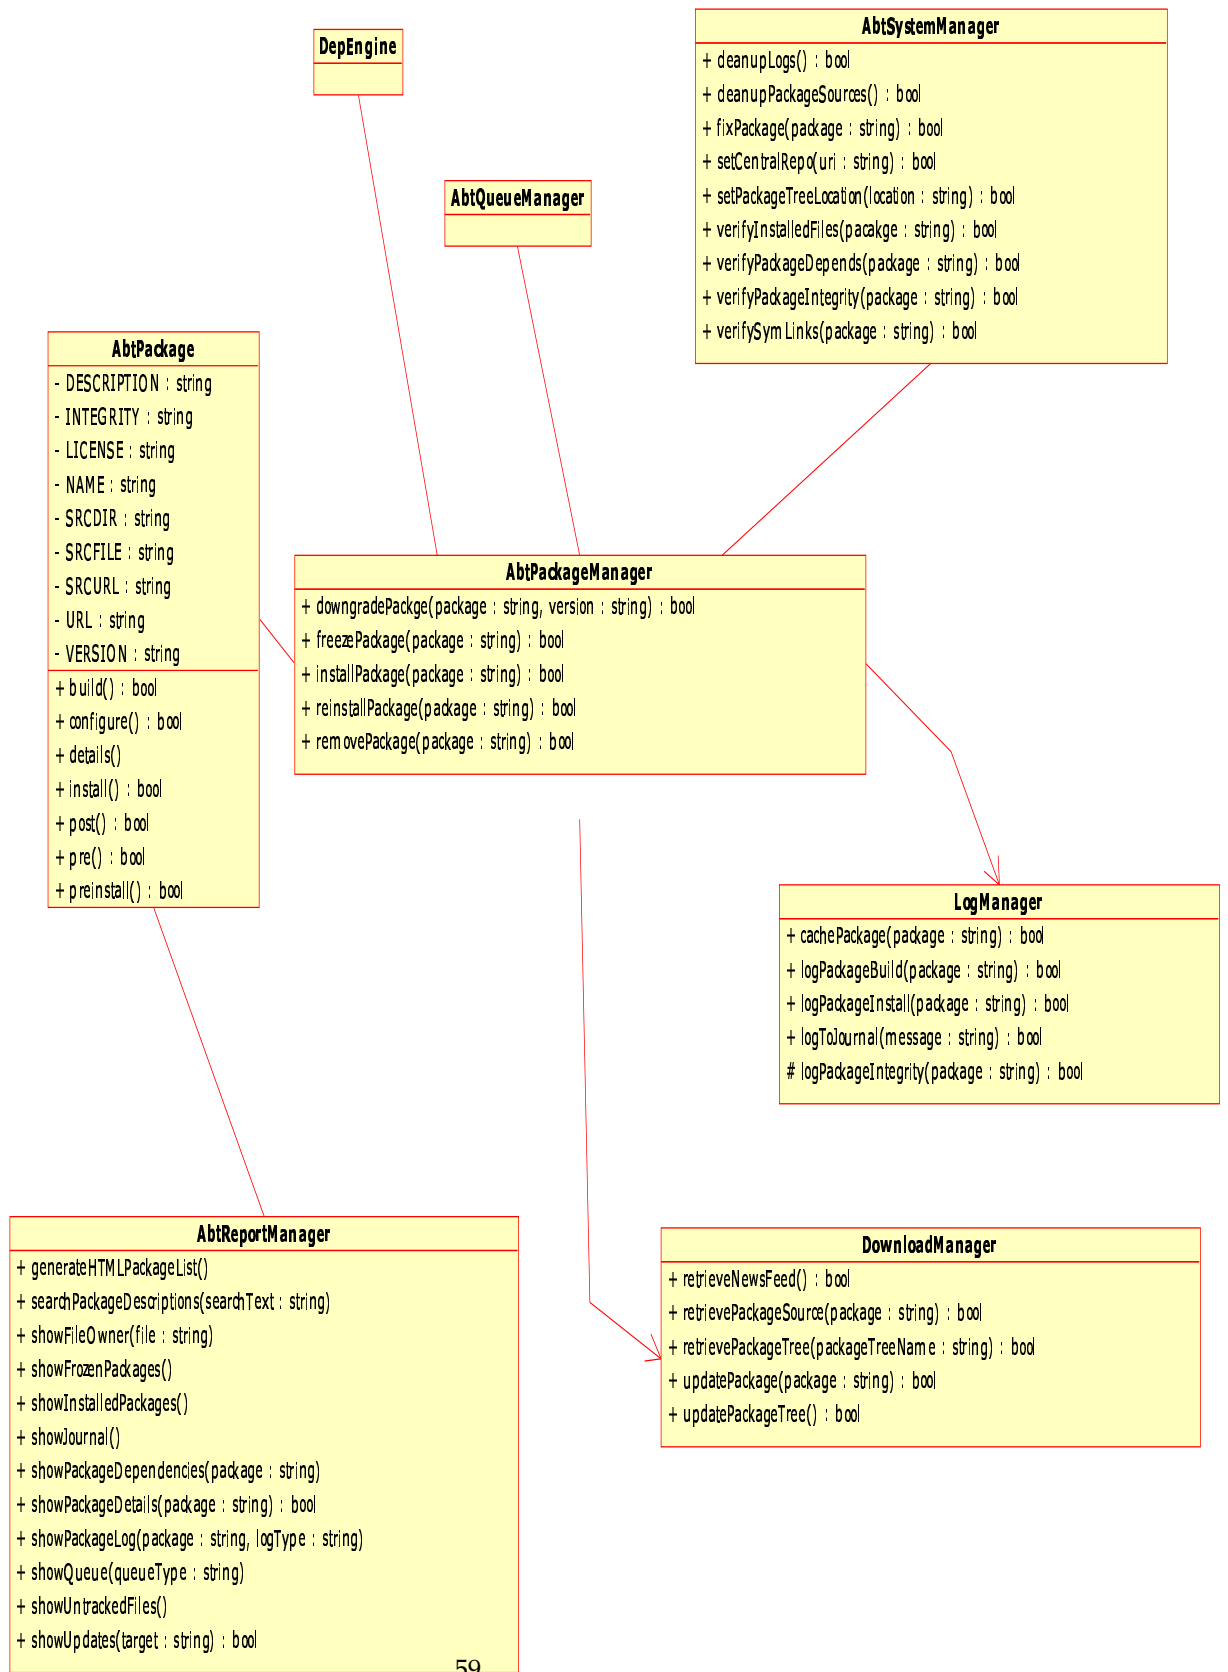 DepEngine
AbtSystemManager
+ cleanupLogs() : bool
+ cleanupPackageSources() : bool
+ fixPackage(package : string) : bool
+ setCentralRepo(uri : string) : bool
+ setPackageTreeLocation(location : string) : bool
+ verifyInstalledFiles(pacakge : string) : bool
+ verifyPackageDepends(package : string) : bool
+ verifyPackageIntegrity(package : string) : bool
+ verifySymLinks(package : string) : bool
AbtQueueManager
AbtPackage
- DESCRIPTION : string
- INTEGRITY : string
- LICENSE : string
- NAME : string
- SRCDIR : string
- SRCFILE : string
- SRCURL : string
- URL : string
- VERSION : string
+ build() : bool
+ configure() : bool
+ details()
+ install() : bool
+ post() : bool
+ pre() : bool
+ preinstall() : bool
AbtPackageManager
+ downgradePackge(package : string, version : string) : bool
+ freezePackage(package : string) : bool
+ installPackage(package : string) : bool
+ reinstallPackage(package : string) : bool
+ removePackage(package : string) : bool
LogManager
+ cachePackage(package : string) : bool
+ logPackageBuild(package : string) : bool
+ logPackageInstall(package : string) : bool
+ logToJournal(message : string) : bool
# logPackageIntegrity(package : string) : bool
AbtReportManager
+ generateHTMLPackageList()
+ searchPackageDescriptions(searchText : string)
+ showFileOwner(file : string)
+ showFrozenPackages()
+ showInstalledPackages()
+ showJournal()
+ showPackageDependencies(package : string)
+ showPackageDetails(package : string) : bool
+ showPackageLog(package : string, logType : string)
+ showQueue(queueType : string)
+ showUntrackedFiles()
+ showUpdates(target : string) : bool
DownloadManager
+ retrieveNewsFeed() : bool
+ retrievePackageSource(package : string) : bool
+ retrievePackageTree(packageTreeName : string) : bool
+ updatePackage(package : string) : bool
+ updatePackageTree() : bool
59